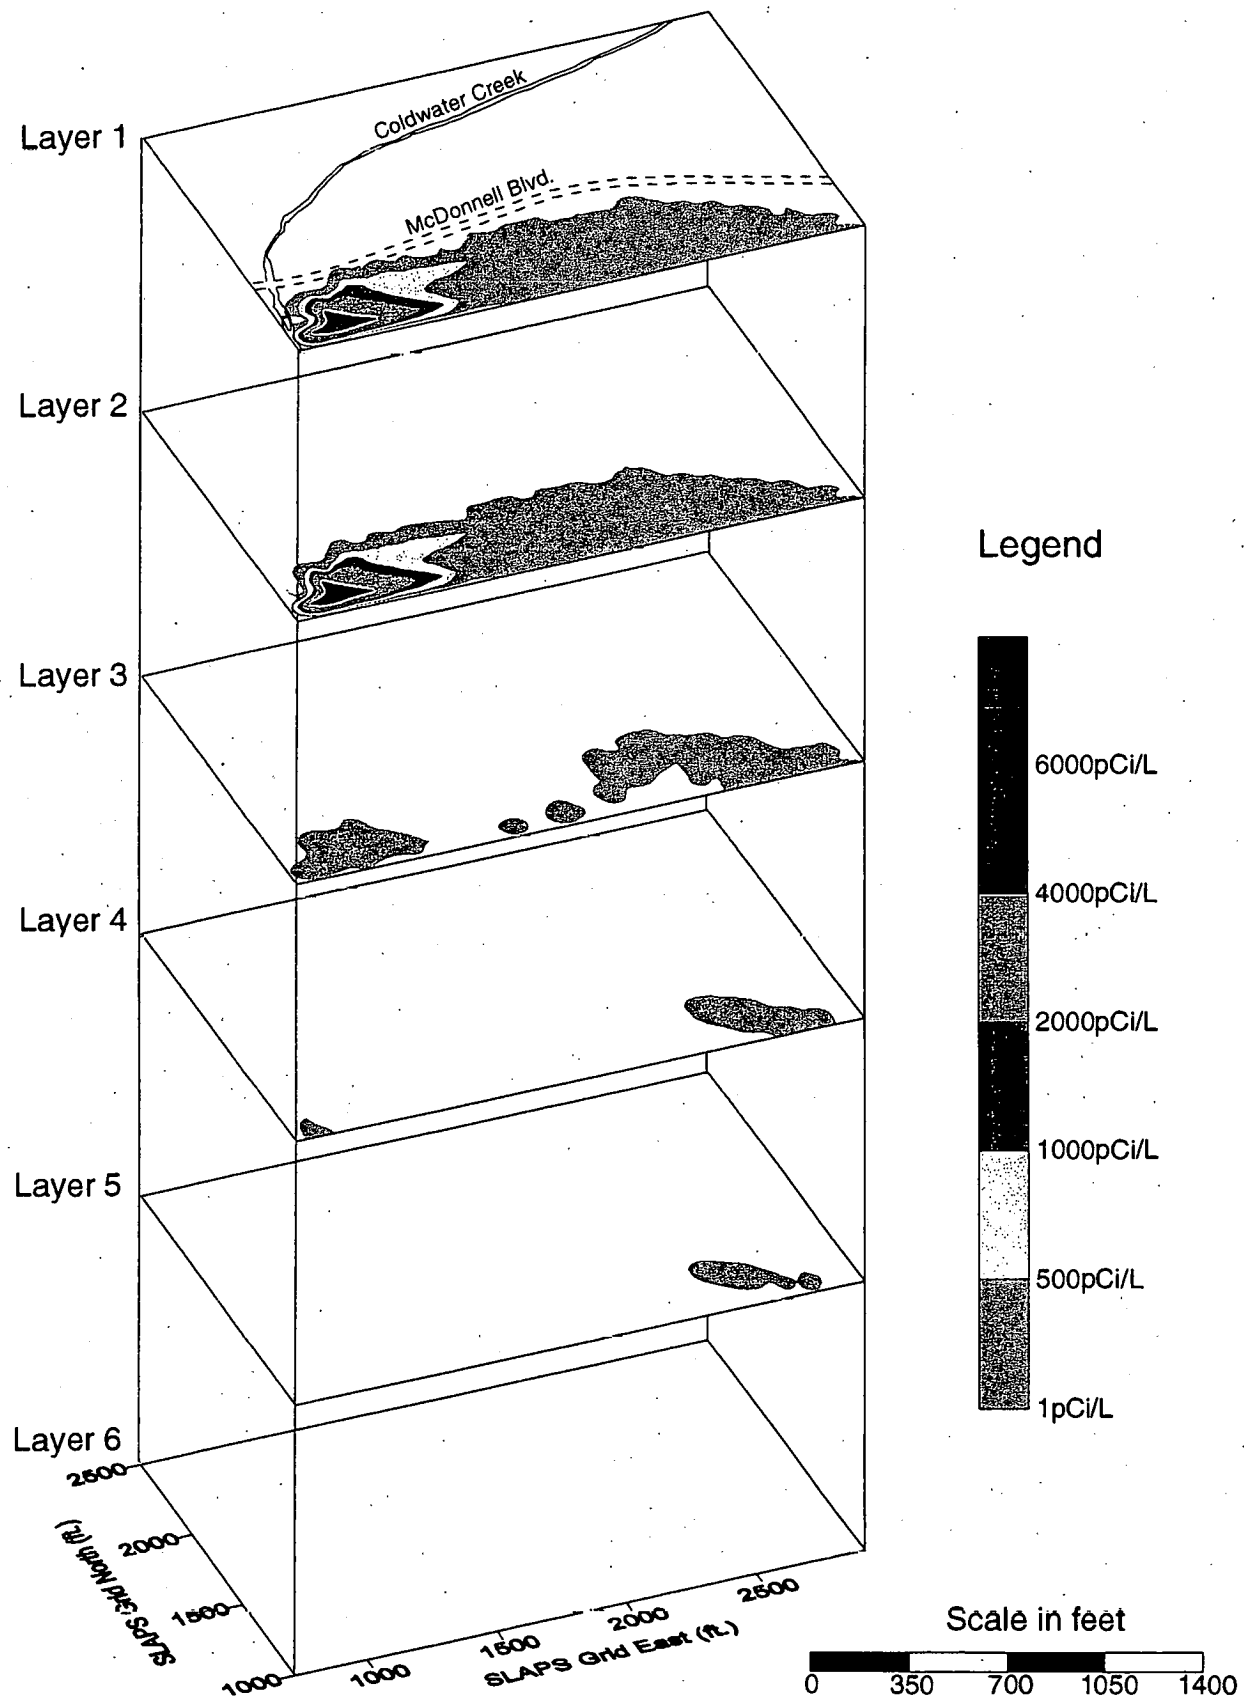 Layer 1
Coldwater Creek
McDonnell Blvd.
Layer 2
Layer 3
Layer 4
Layer 5
Layer 6
Legend
6000pCi/L
4000pCi/L
2000pCi/L
1000pCi/L
500pCi/L
1pCi/L
2500
2000
1500
1000
SLAPS Grid North (ft.)
1000
1500
2000
2500
SLAPS Grid East (ft.)
Scale in feet
0 350 700 1050 1400